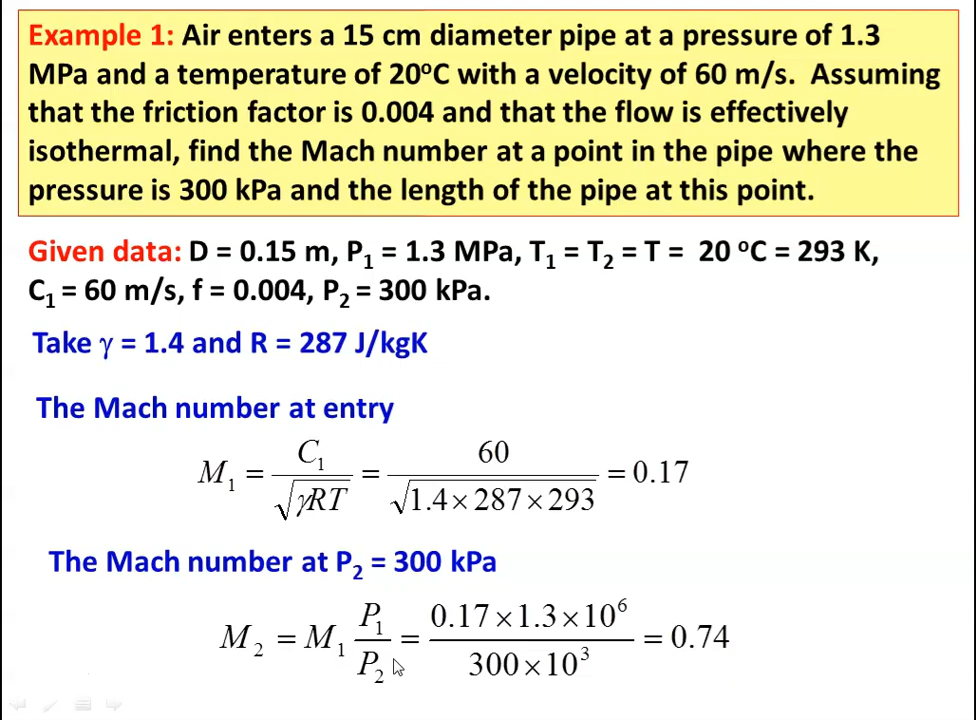 Example 1: Air enters a 15 cm diameter pipe at a pressure of 1.3
MPa and a temperature of 20°C with a velocity of 60 m/s. Assuming
that the friction factor is 0.004 and that the flow is effectively
isothermal, find the Mach number at a point in the pipe where the
pressure is 300 kPa and the length of the pipe at this point.
Given data: D = 0.15 m, P₁ = 1.3 MPa, T₁ = T₂ = T = 20 °C = 293 K,
C₁ = 60 m/s, f = 0.004, P₂ = 300 kPa.
Take γ = 1.4 and R = 287 J/kgK
The Mach number at entry
M₁ = C₁ / √(γRT) = 60 / √(1.4 × 287 × 293) = 0.17
The Mach number at P₂ = 300 kPa
M₂ = M₁ P₁ / P₂ = 0.17 × 1.3 × 10⁶ / 300 × 10³ = 0.74